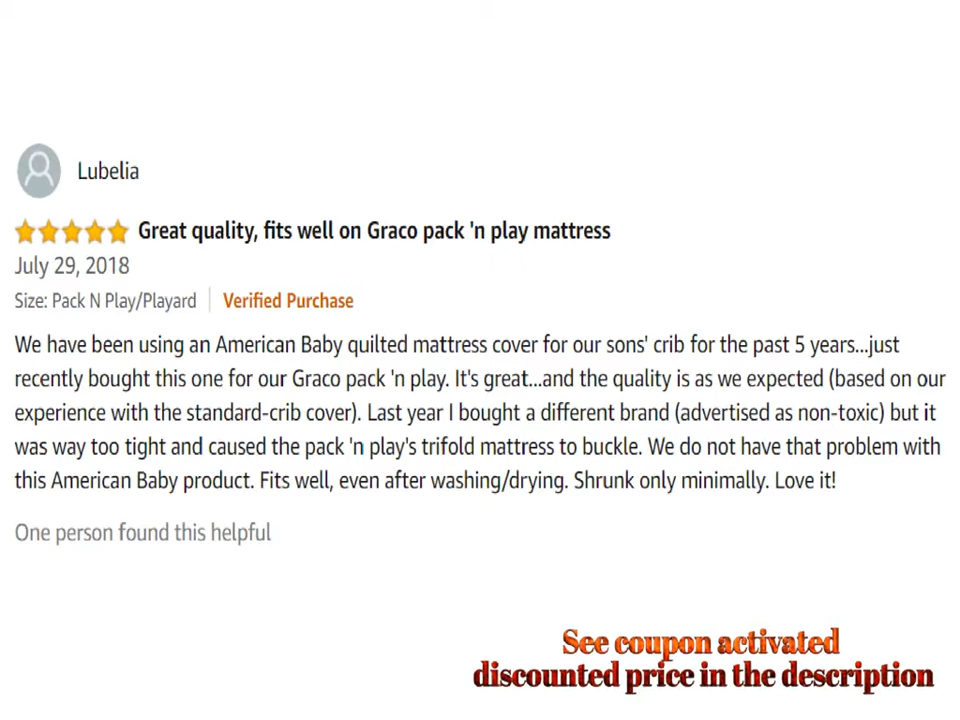 Lubelia
Great quality, fits well on Graco pack 'n play mattress
July 29, 2018
Size: Pack N Play/Playard Verified Purchase
We have been using an American Baby quilted mattress cover for our sons' crib for the past 5 years...just
recently bought this one for our Graco pack 'n play. It's great...and the quality is as we expected (based on our
experience with the standard-crib cover). Last year I bought a different brand (advertised as non-toxic) but it
was way too tight and caused the pack 'n play's trifold mattress to buckle. We do not have that problem with
this American Baby product. Fits well, even after washing/drying. Shrunk only minimally. Love it!
One person found this helpful
See coupon activated
discounted price in the description